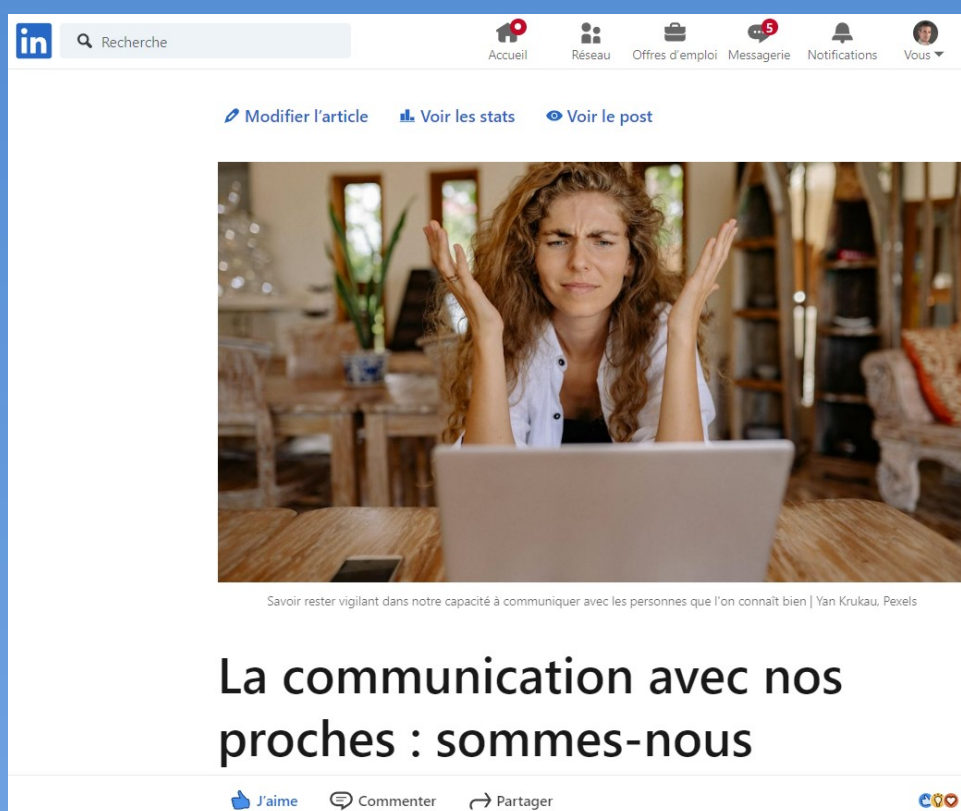 in
Recherche
Accueil
Réseau
Offres d'emploi
5
Messagerie
Notifications
Vous
Modifier l'article
Voir les stats
Voir le post
Savoir rester vigilant dans notre capacité à communiquer avec les personnes que l'on connaît bien | Yan Krukau, Pexels
La communication avec nos
proches : sommes-nous
J'aime
Commenter
Partager